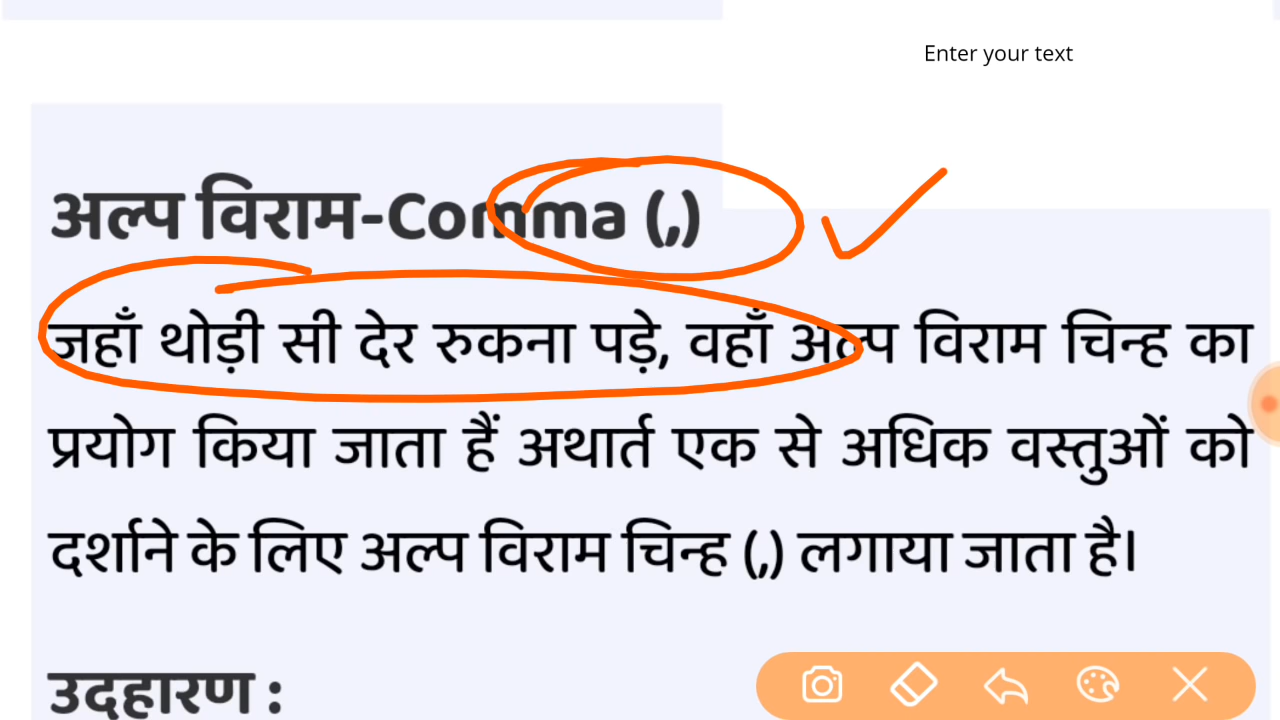 Enter your text
अल्प विराम-Comma (,)
जहाँ थोड़ी सी देर रुकना पड़े, वहाँ अल्प विराम चिन्ह का
प्रयोग किया जाता हैं अथार्त एक से अधिक वस्तुओं को
दर्शाने के लिए अल्प विराम चिन्ह (,) लगाया जाता है।
उदहारण :